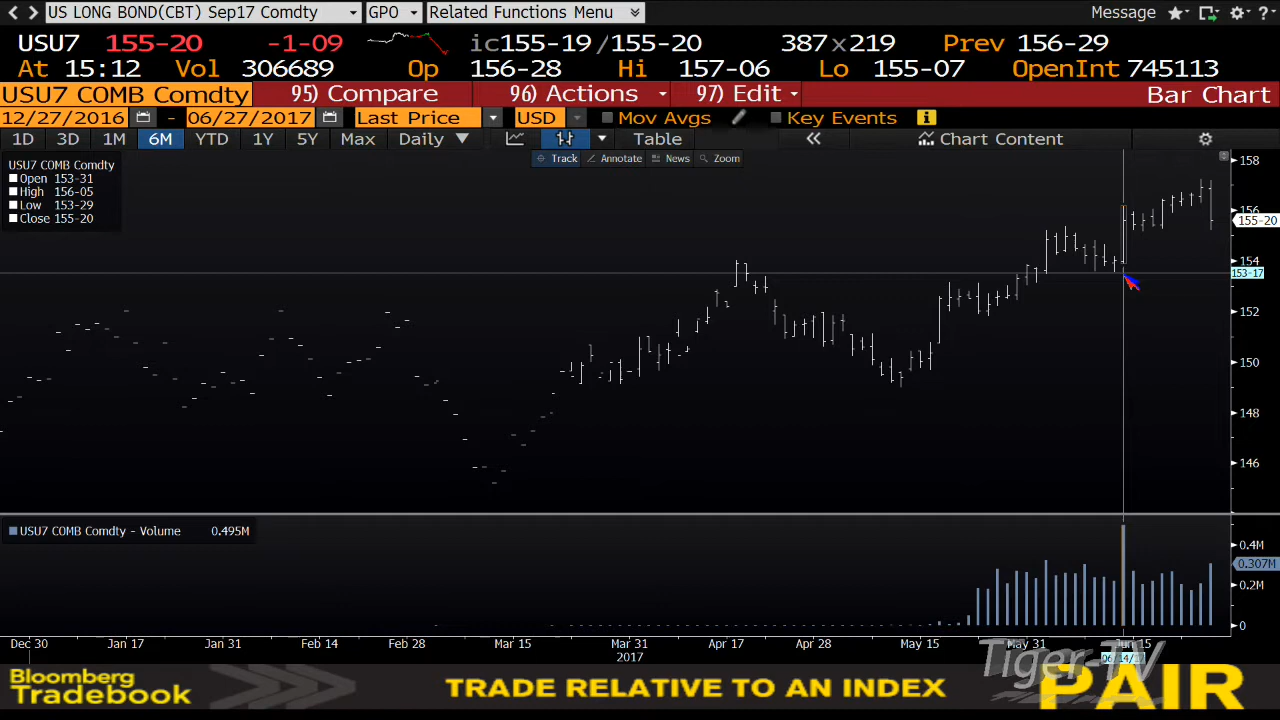 US LONG BOND(CBT) Sep17 Comdty GPO Related Functions Menu Message
USU7 155-20 -1-09 ic155-19/155-20 387x219 Prev 156-29
At 15:12 Vol 306689 Op 156-28 Hi 157-06 Lo 155-07 OpenInt 745113
USU7 COMB Comdty 95) Compare 96) Actions 97) Edit Bar Chart
12/27/2016 - 06/27/2017 Last Price USD Mov Avgs Key Events
1D 3D 1M 6M YTD 1Y 5Y Max Daily Table « Chart Content
Track Annotate News Zoom
USU7 COMB Comdty
Open 153-31
High 156-05
Low 153-29
Close 155-20
158
156
155-20
154
153-17
152
150
148
146
USU7 COMB Comdty - Volume 0.495M
0.4M
0.307M
0.2M
0
Dec 30 Jan 17 Jan 31 Feb 14 Feb 28 Mar 15 Mar 31 Apr 17 Apr 28 May 15 May 31 Jun 15
2017
Tiger-TV
Bloomberg
Tradebook
TRADE RELATIVE TO AN INDEX
PAIR